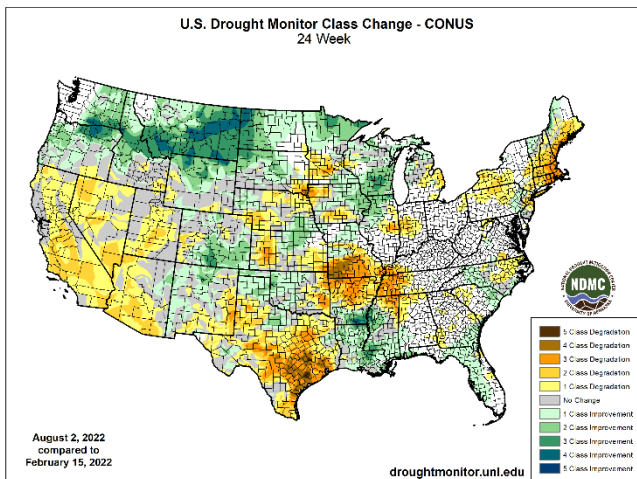 U.S. Drought Monitor Class Change - CONUS
24 Week
NDMC
5 Class Degradation
4 Class Degradation
3 Class Degradation
2 Class Degradation
1 Class Degradation
No Change
1 Class Improvement
2 Class Improvement
3 Class Improvement
4 Class Improvement
5 Class Improvement
August 2, 2022
compared to
February 15, 2022
droughtmonitor.unl.edu